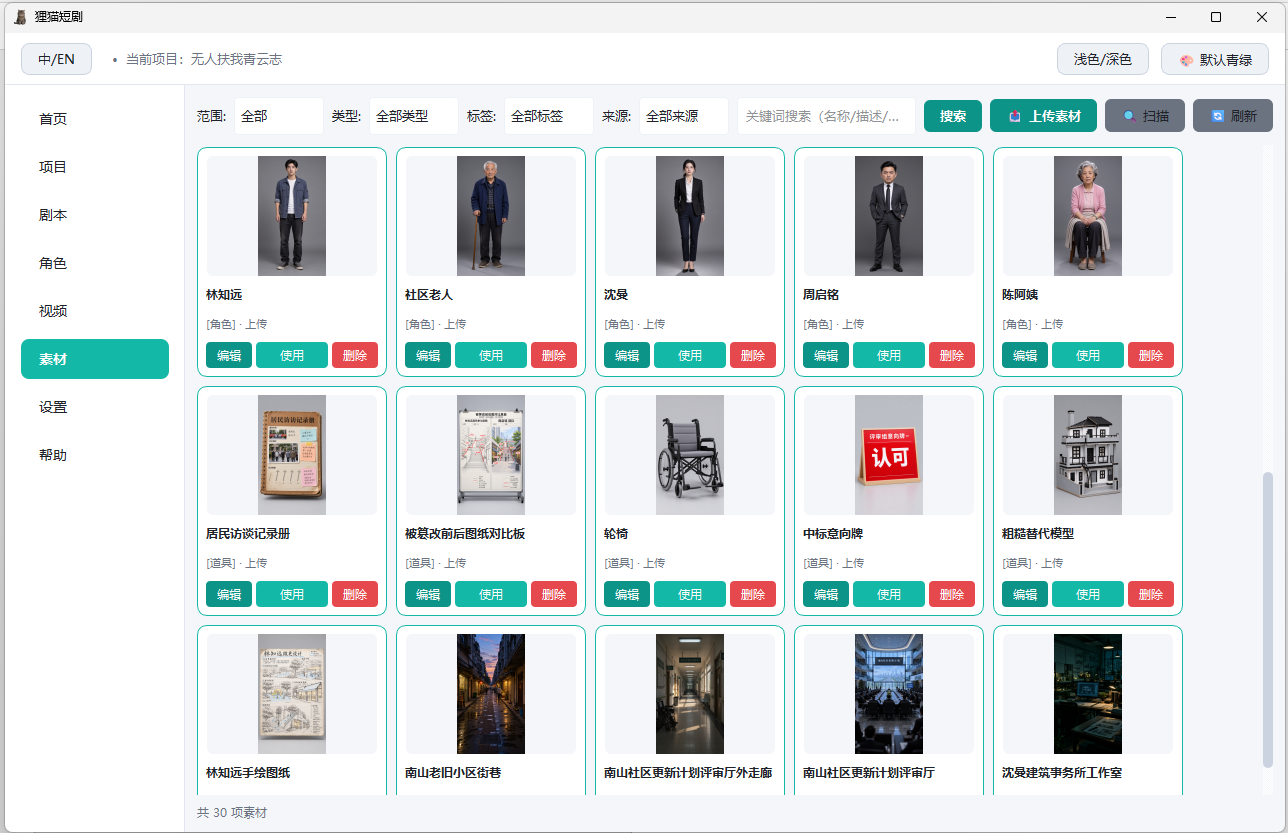 狸猫短剧
中/EN
• 当前项目：无人扶我青云志
浅色/深色
默认青绿
首页
项目
剧本
角色
视频
素材
设置
帮助
范围: 全部 类型: 全部类型 标签: 全部标签 来源: 全部来源 关键词搜索（名称/描述/... 搜索 上传素材 扫描 刷新
林知远
[角色] · 上传
编辑 使用 删除
社区老人
[角色] · 上传
编辑 使用 删除
沈曼
[角色] · 上传
编辑 使用 删除
周启铭
[角色] · 上传
编辑 使用 删除
陈阿姨
[角色] · 上传
编辑 使用 删除
居民访谈记录册
居民访谈记录册
[道具] · 上传
编辑 使用 删除
被篡改前后图纸对比板
[道具] · 上传
编辑 使用 删除
轮椅
[道具] · 上传
编辑 使用 删除
认可
中标意向牌
[道具] · 上传
编辑 使用 删除
粗糙替代模型
[道具] · 上传
编辑 使用 删除
林知远手绘图纸
南山老旧小区街巷
南山社区更新计划评审厅外走廊
南山社区更新计划评审厅
沈曼建筑事务所工作室
共 30 项素材